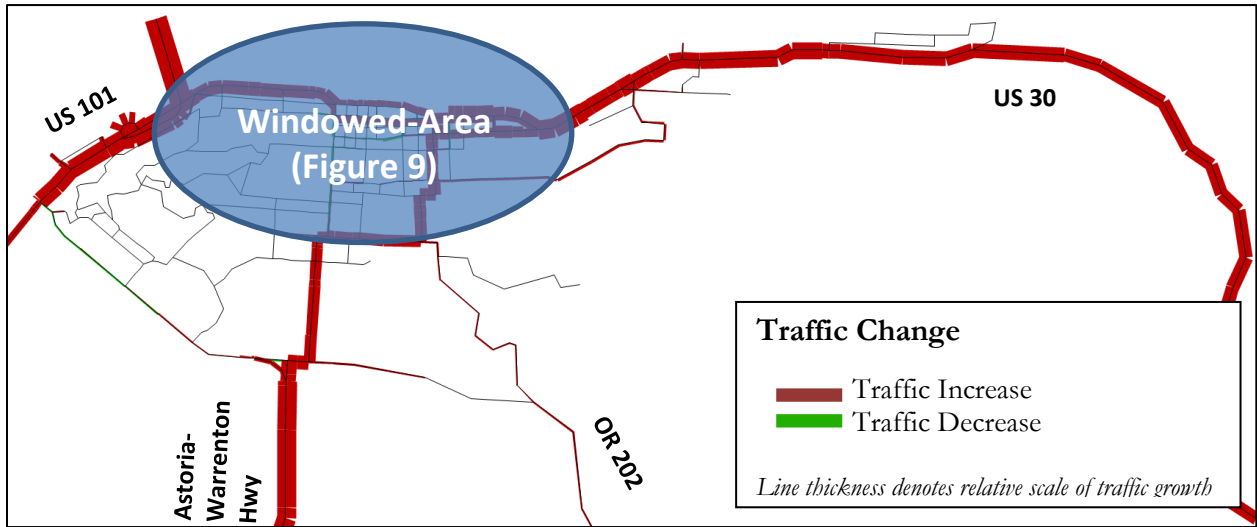 US 101
Windowed-Area
(Figure 9)
US 30
Astoria-
Warrenton
Hwy
OR 202
Traffic Change
Traffic Increase
Traffic Decrease
Line thickness denotes relative scale of traffic growth